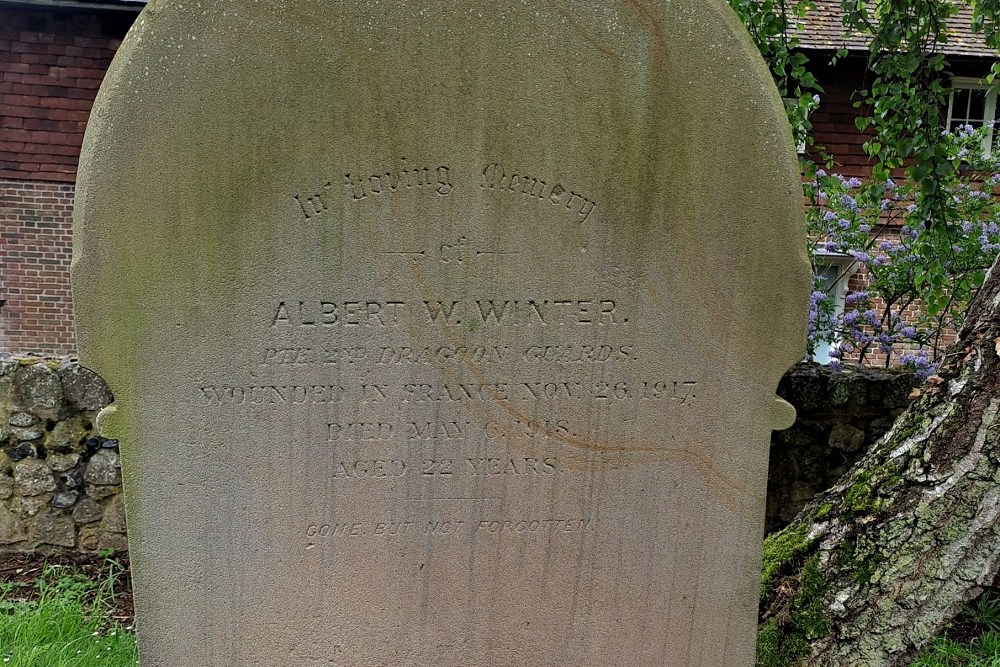 In Loving Memory
of
ALBERT W. WINTER.
PTE 2ND DRAGOON GUARDS.
WOUNDED IN FRANCE NOV. 26. 1917.
DIED MAY 6. 1918.
AGED 22 YEARS.
GONE, BUT NOT FORGOTTEN.